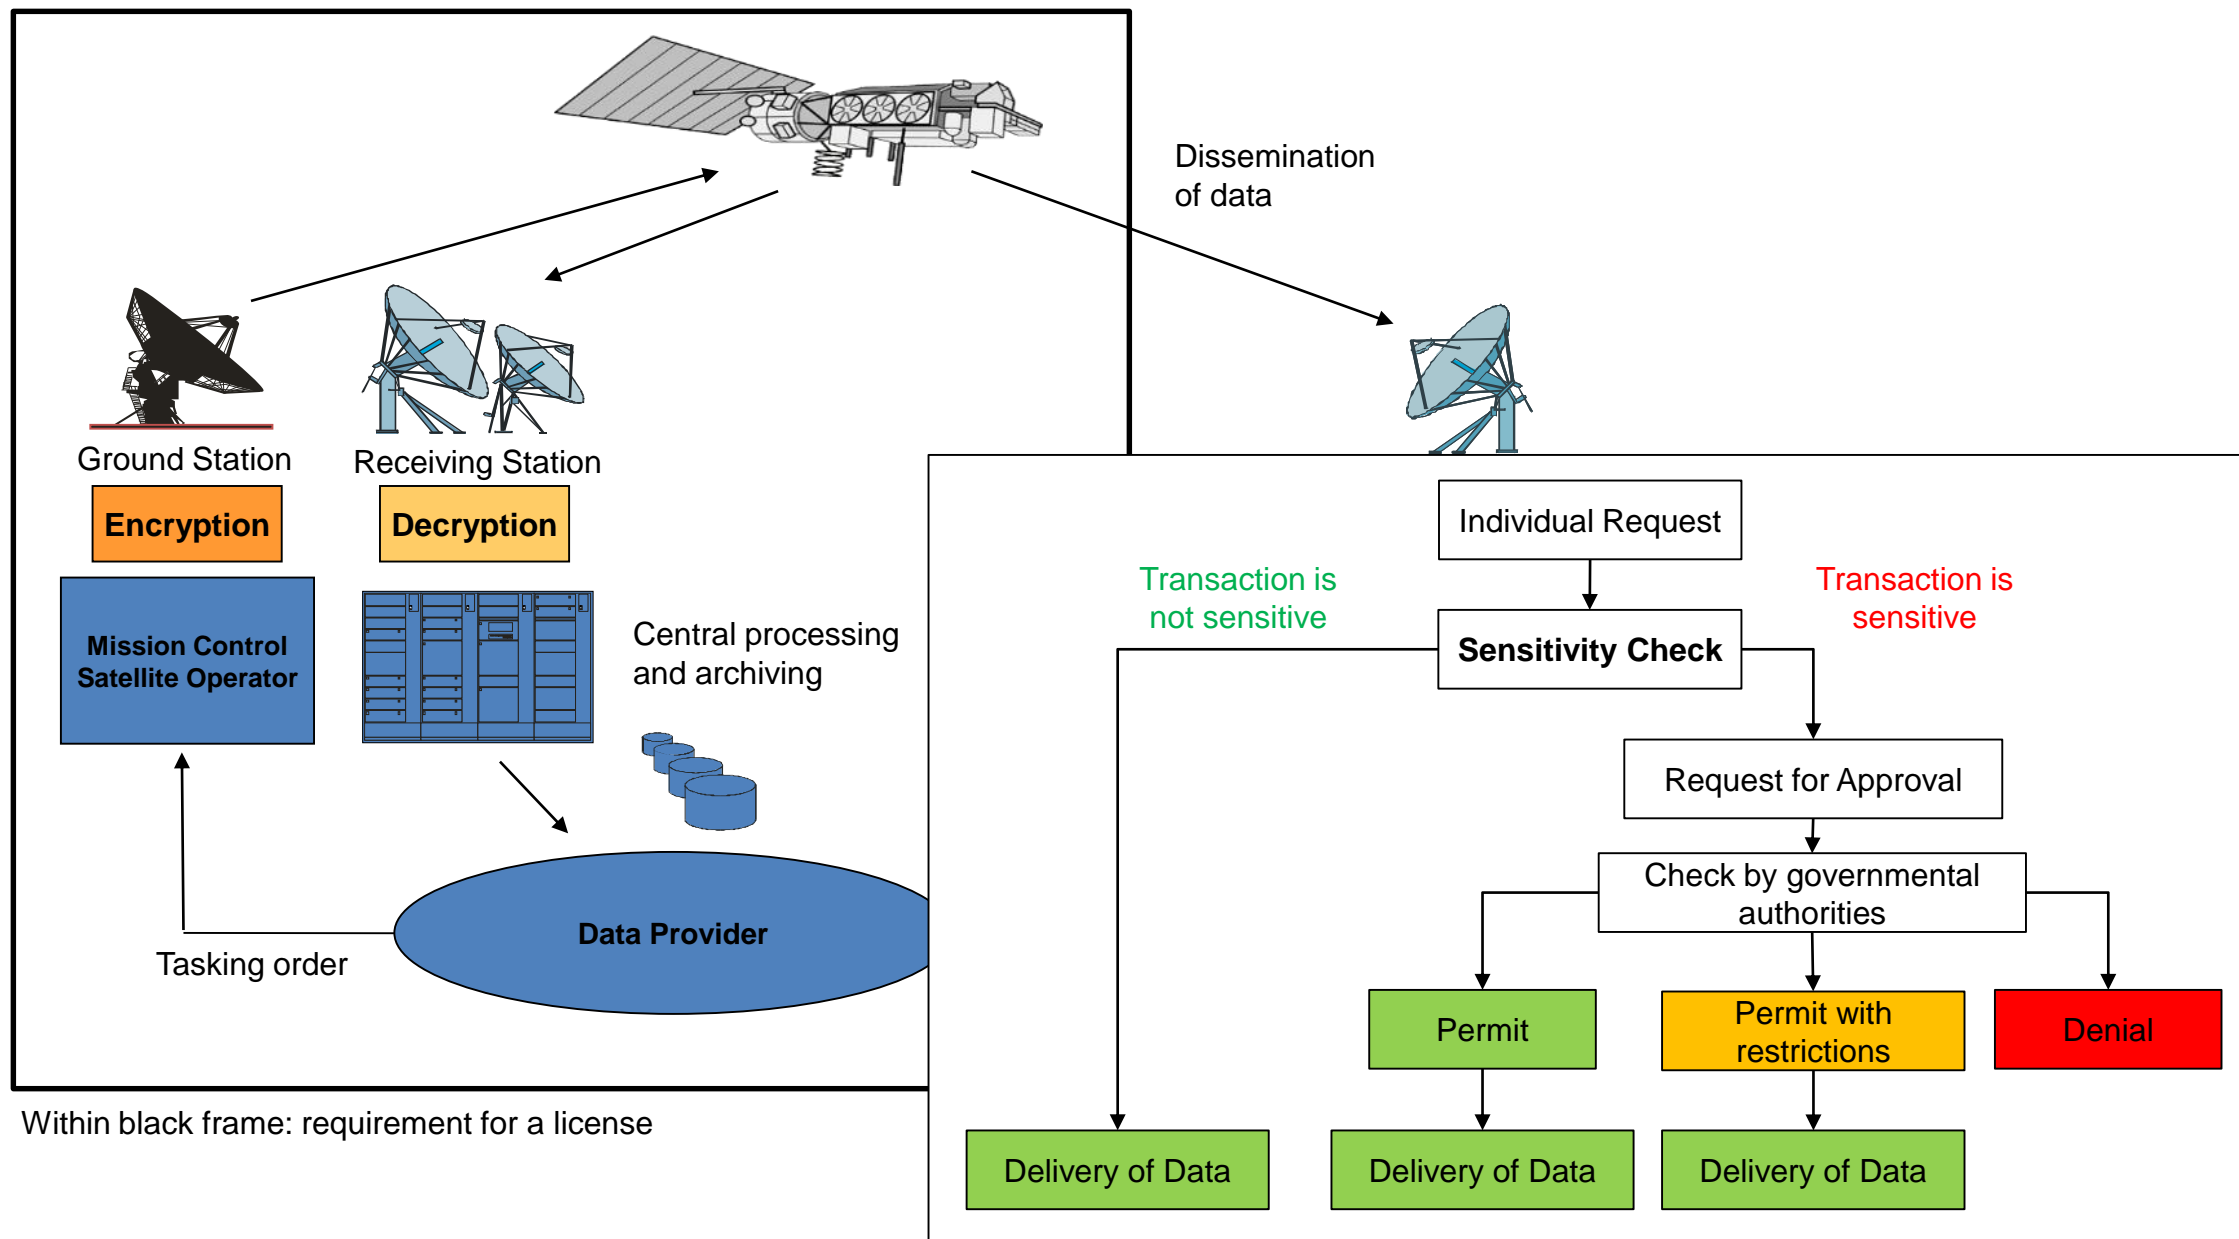 Dissemination
of data
Ground Station
Receiving Station
Encryption
Decryption
Mission Control
Satellite Operator
Central processing
and archiving
Data Provider
Tasking order
Within black frame: requirement for a license
Individual Request
Transaction is
not sensitive
Transaction is
sensitive
Sensitivity Check
Request for Approval
Check by governmental
authorities
Permit
Permit with
restrictions
Denial
Delivery of Data
Delivery of Data
Delivery of Data